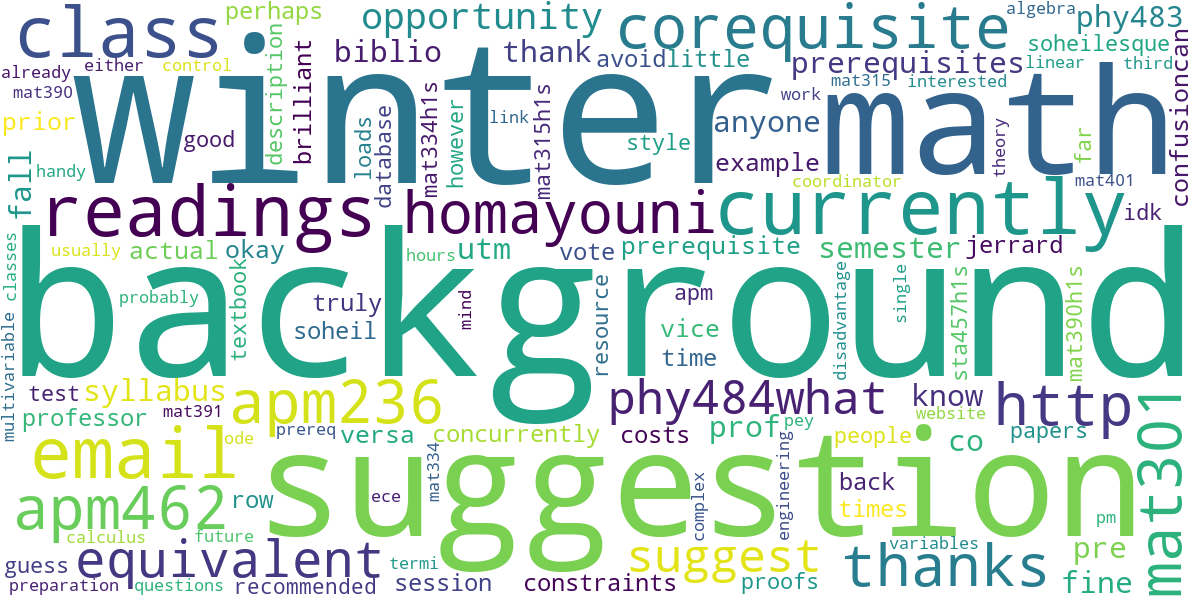 perhaps
opportunity
corequisite
algebra
phy483
class
winter
math
biblio
thank
avoid
little
soheilesque
already
either
control
description
brilliant
prerequisites
linear
third
mat390
mat315
interested
prior
good
loads
database
mat334h1s
however
link
mat315h1s
style
anyone
work
theory
far
confusioncan
handy
example
coordinator
mat401
fall
readings
homayouni
currently
idk
usually
actual
okay
hours
utm
vote
prerequisite
semester
jerrard
multivariable classes
background
probably
textbook
truly
soheil
mind
resource
apm
vice
time
disadvantage
single
sta457h1s
mat390h1s
test
syllabus
apm236
phy484what
know
http
professor
mat391
website
email
ode
prereq
versa
concurrently
costs
prof
pey
people
co
papers
mat301
suggestion
apm462
row
ece
mat334
complex
engineering
back
times
pm
calculus
future
variables
guess
equivalent
termi
suggest
thanks
pre
preparation
questions
recommended
session
constraints
proofs
fine